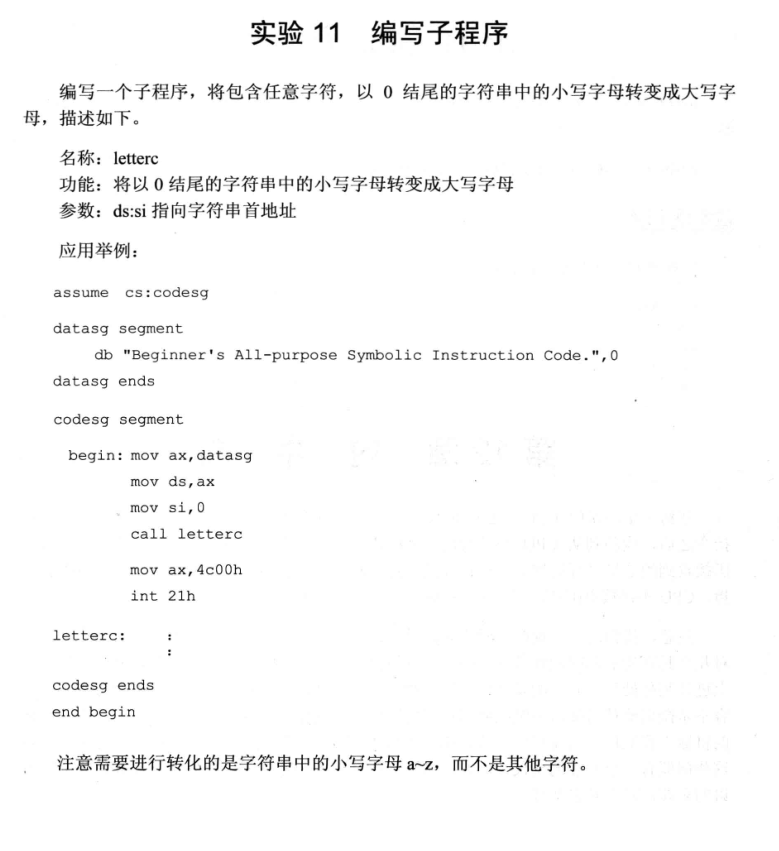 实验 11 编写子程序
编写一个子程序，将包含任意字符，以 0 结尾的字符串中的小写字母转变成大写字
母，描述如下。
名称：letterc
功能：将以 0 结尾的字符串中的小写字母转变成大写字母
参数：ds:si 指向字符串首地址
应用举例：
assume cs:codesg
datasg segment
db "Beginner's All-purpose Symbolic Instruction Code.",0
datasg ends
codesg segment
begin: mov ax,datasg
mov ds,ax
mov si,0
call letterc
mov ax,4c00h
int 21h
letterc: :
:
codesg ends
end begin
注意需要进行转化的是字符串中的小写字母 a~z，而不是其他字符。